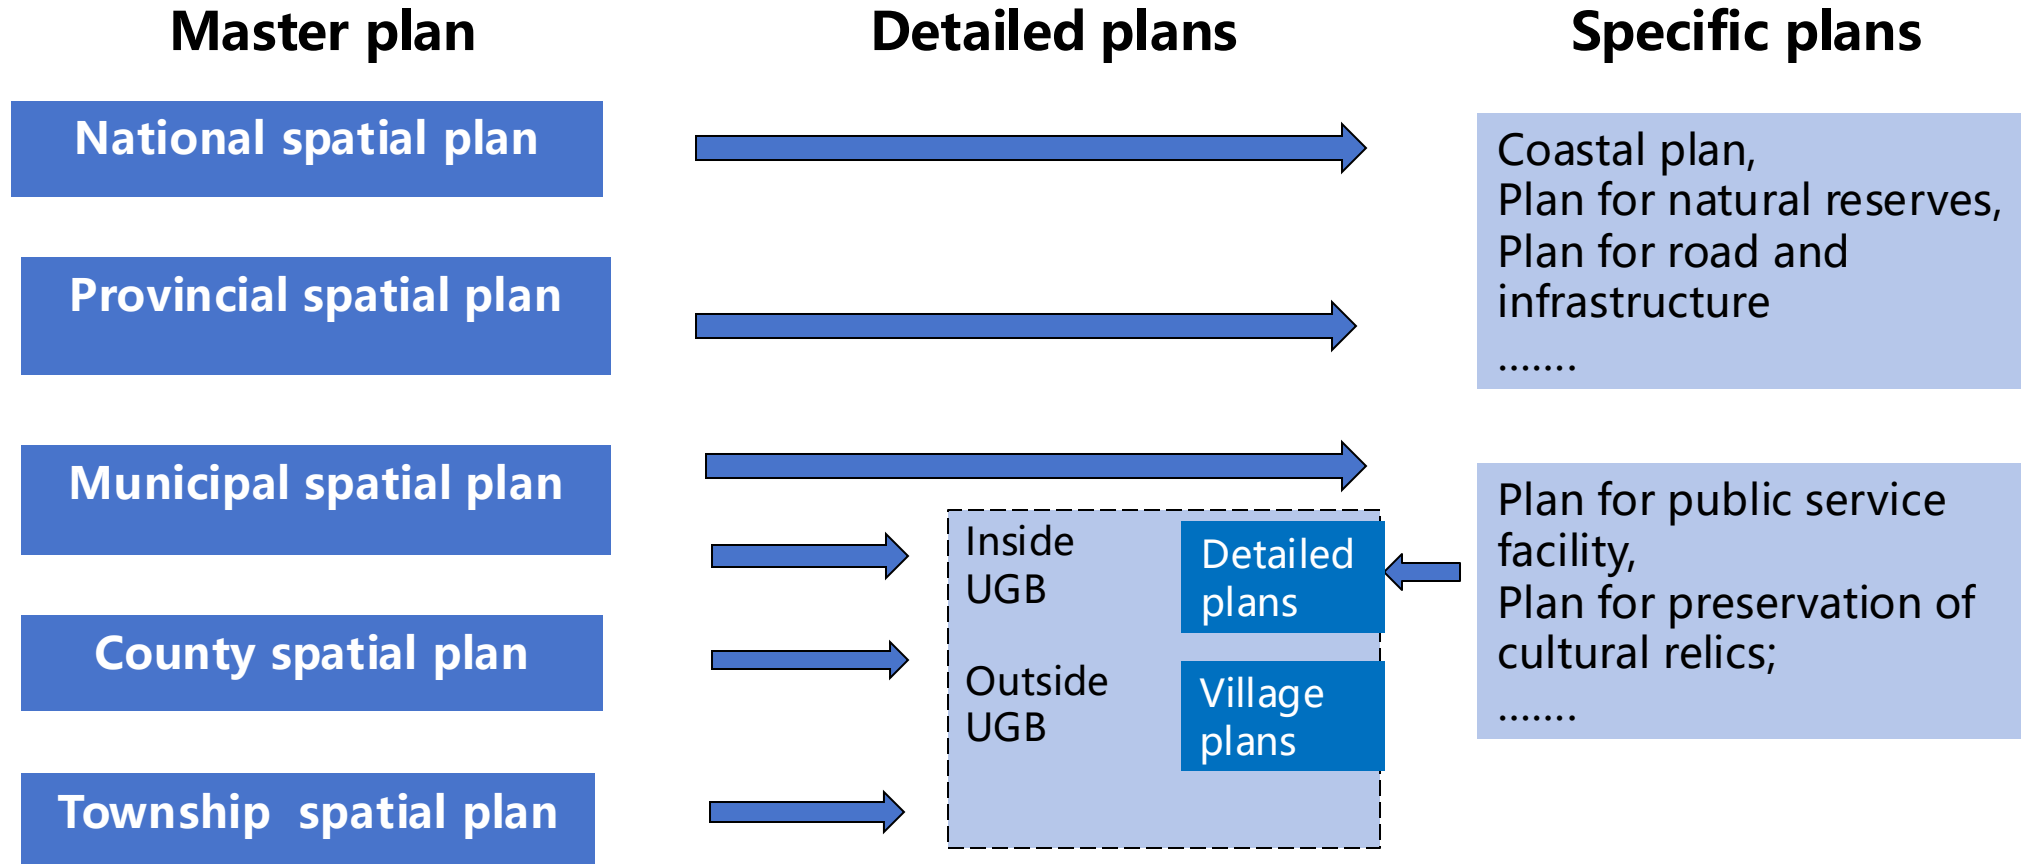 Master plan
Detailed plans
Specific plans
National spatial plan
Provincial spatial plan
Municipal spatial plan
County spatial plan
Township  spatial plan
Inside
UGB
Detailed
plans
Outside
UGB
Village
plans
Coastal plan,
Plan for natural reserves,
Plan for road and
infrastructure
.......
Plan for public service
facility,
Plan for preservation of
cultural relics;
.......